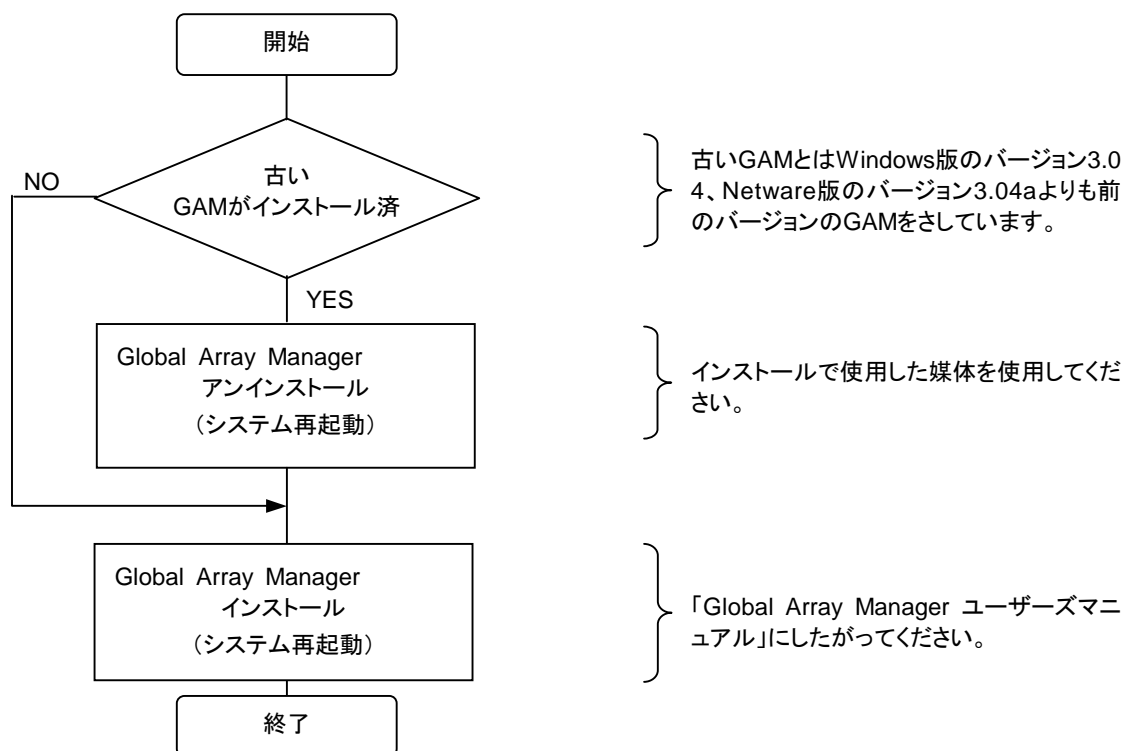 開始
古い
GAMがインストール済
NO
古いGAMとはWindows版のバージョン3.0
4、Netware版のバージョン3.04aよりも前
のバージョンのGAMをさしています。
YES
Global Array Manager
アンインストール
（システム再起動）
インストールで使用した媒体を使用してくだ
さい。
Global Array Manager
インストール
（システム再起動）
「Global Array Manager ユーザーズマニ
ュアル」にしたがってください。
終了